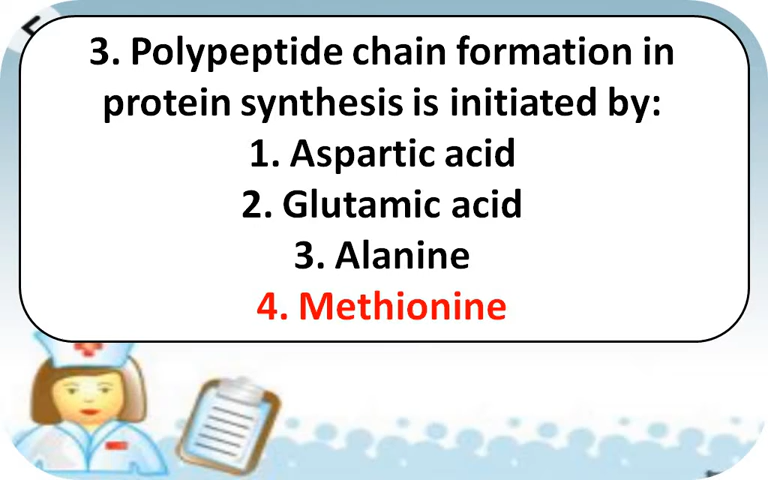 3. Polypeptide chain formation in
protein synthesis is initiated by:
1. Aspartic acid
2. Glutamic acid
3. Alanine
4. Methionine